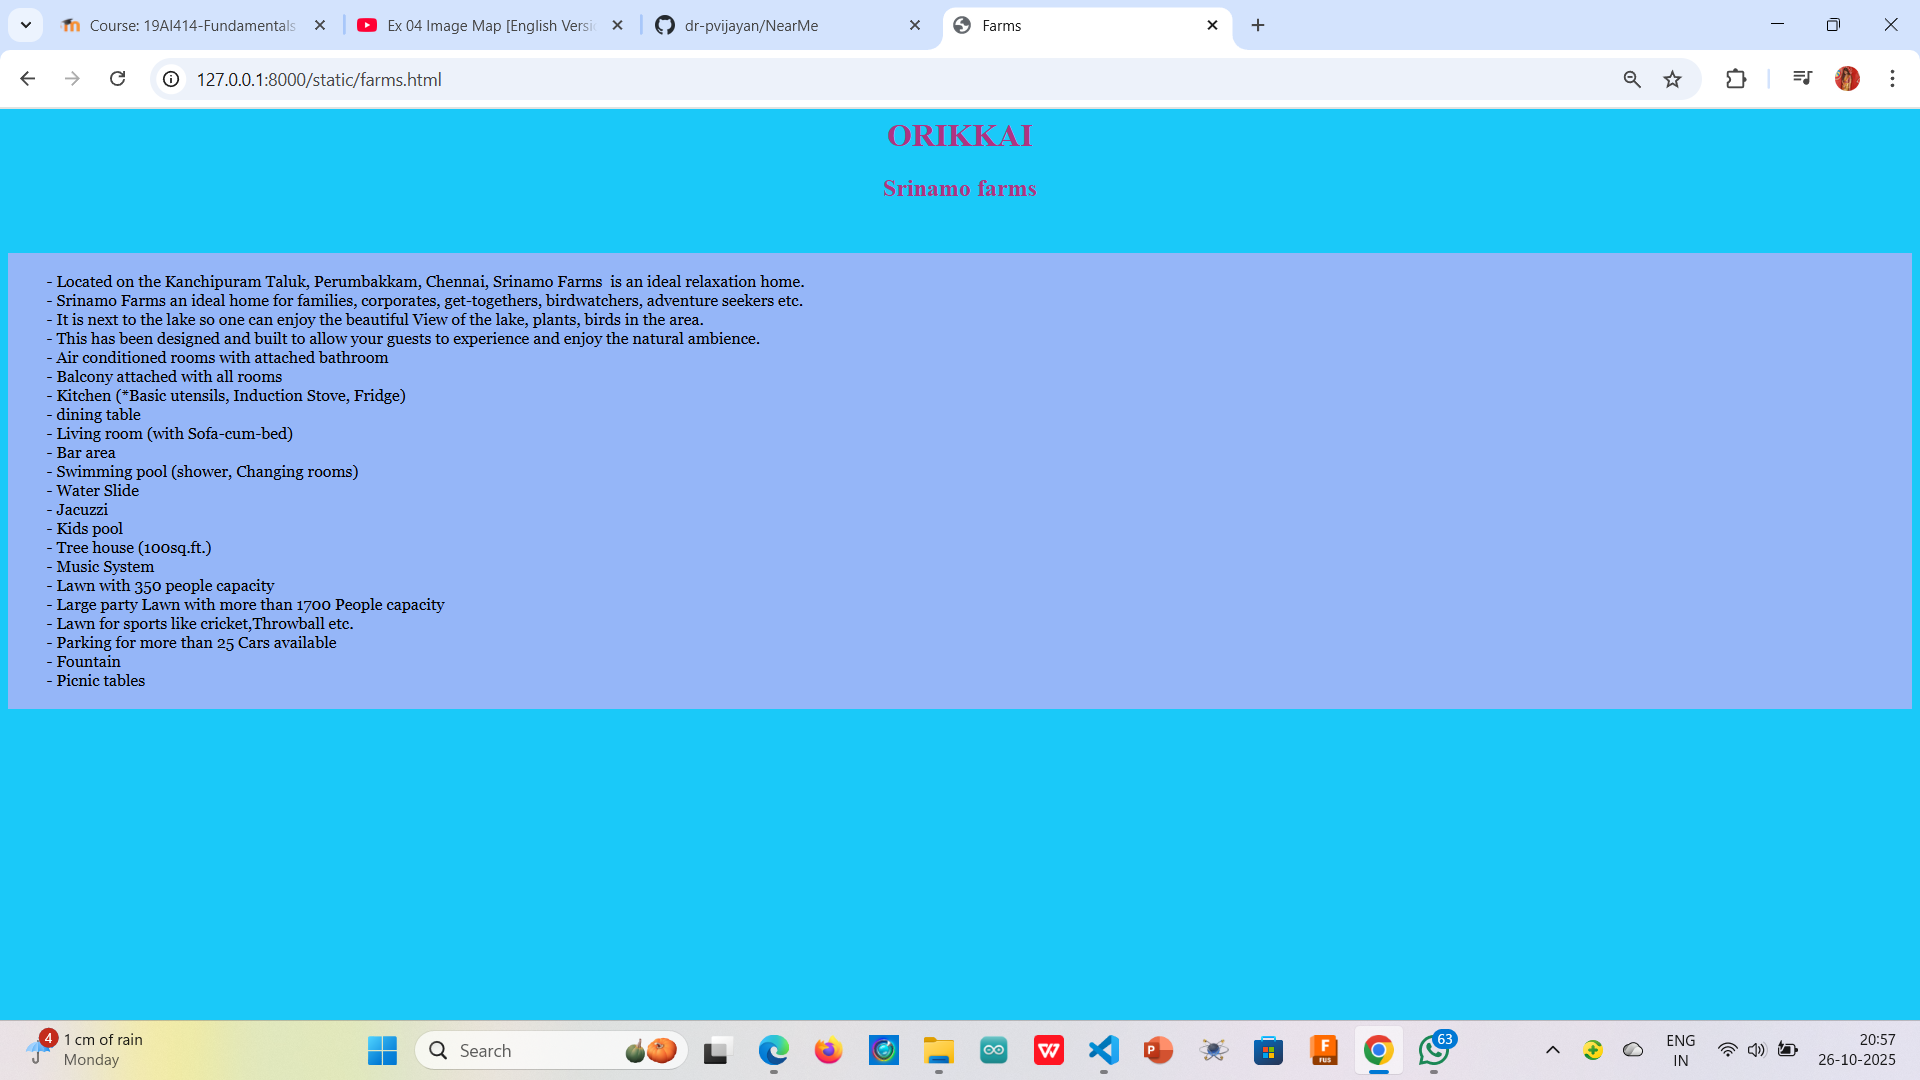 Course: 19AI414-Fundamentals
Ex 04 Image Map [English Versi
dr-pvijayan/NearMe
Farms
127.0.0.1:8000/static/farms.html
ORIKKAI
Srinamo farms
- Located on the Kanchipuram Taluk, Perumbakkam, Chennai, Srinamo Farms  is an ideal relaxation home.
- Srinamo Farms an ideal home for families, corporates, get-togethers, birdwatchers, adventure seekers etc.
- It is next to the lake so one can enjoy the beautiful View of the lake, plants, birds in the area.
- This has been designed and built to allow your guests to experience and enjoy the natural ambience.
- Air conditioned rooms with attached bathroom
- Balcony attached with all rooms
- Kitchen (*Basic utensils, Induction Stove, Fridge)
- dining table
- Living room (with Sofa-cum-bed)
- Bar area
- Swimming pool (shower, Changing rooms)
- Water Slide
- Jacuzzi
- Kids pool
- Tree house (100sq.ft.)
- Music System
- Lawn with 350 people capacity
- Large party Lawn with more than 1700 People capacity
- Lawn for sports like cricket,Throwball etc.
- Parking for more than 25 Cars available
- Fountain
- Picnic tables
4
1 cm of rain
Monday
Search
63
ENG
IN
20:57
26-10-2025